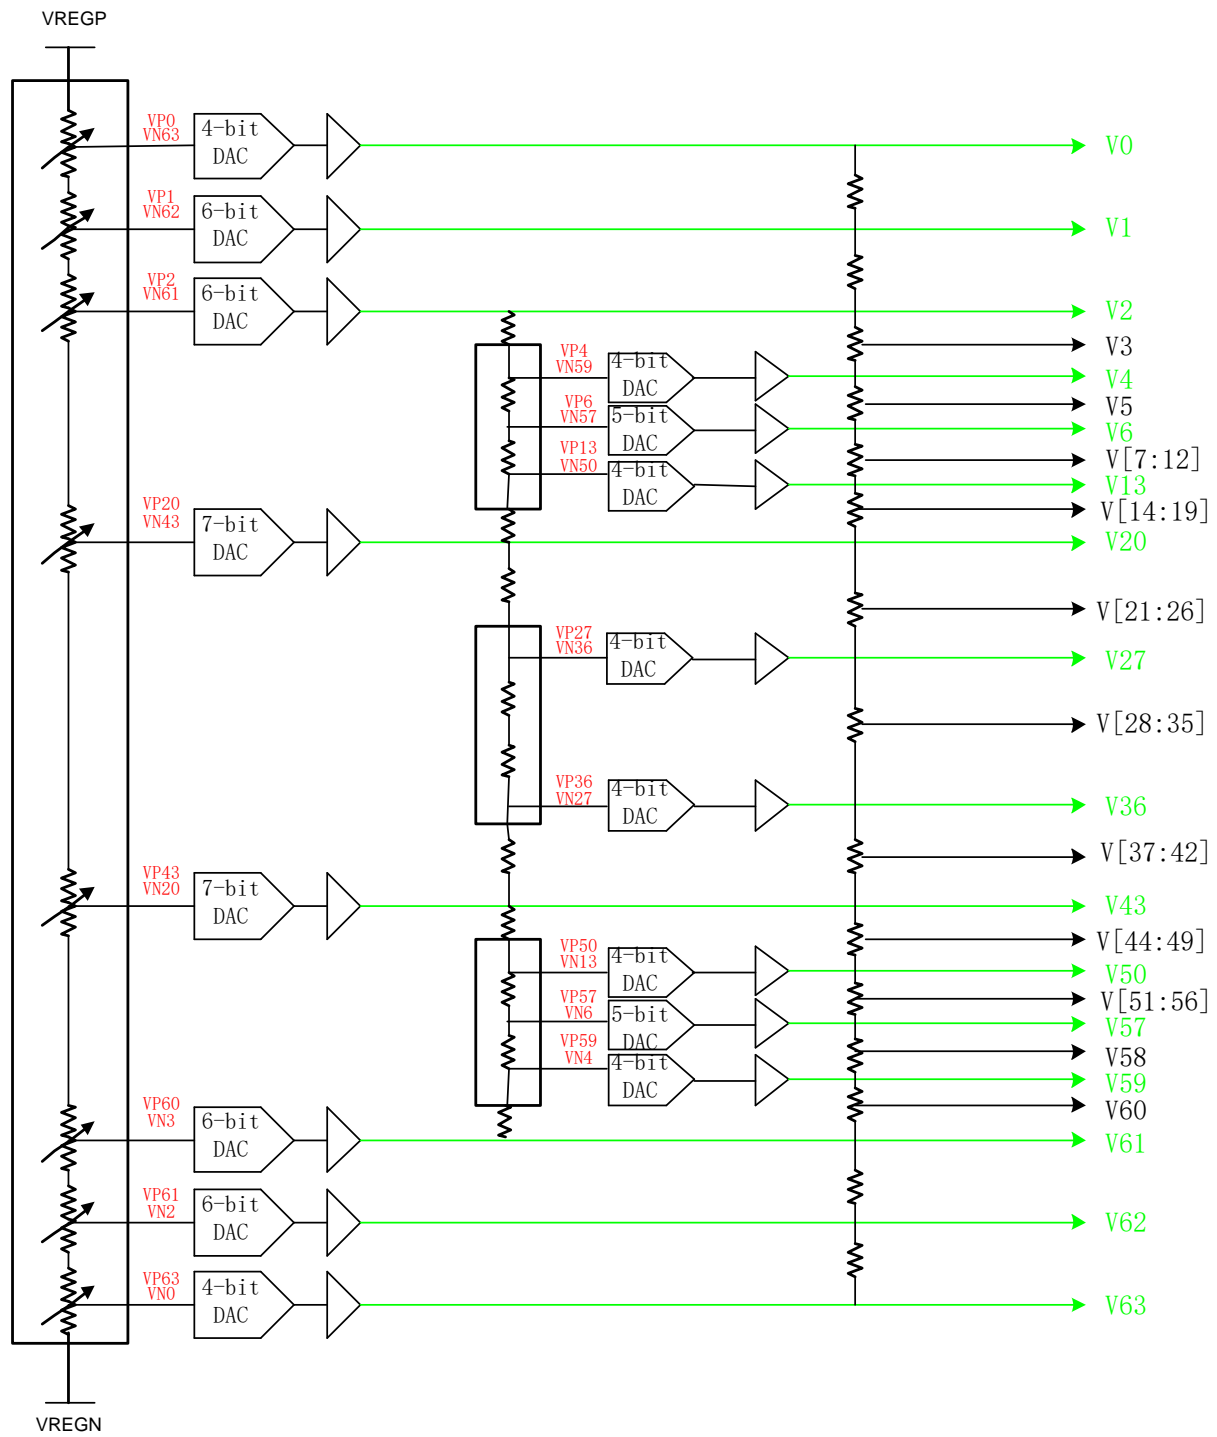 VREGP
VP0
VN63
4-bit
DAC
V0
VP1
VN62
6-bit
DAC
V1
VP2
VN61
6-bit
DAC
V2
V3
VP4
VN59
4-bit
DAC
V4
V5
VP6
VN57
5-bit
DAC
V6
V[7:12]
VP13
VN50
4-bit
DAC
V13
V[14:19]
VP20
VN43
7-bit
DAC
V20
V[21:26]
VP27
VN36
4-bit
DAC
V27
V[28:35]
VP36
VN27
4-bit
DAC
V36
V[37:42]
VP43
VN20
7-bit
DAC
V43
V[44:49]
VP50
VN13
4-bit
DAC
V50
V[51:56]
VP57
VN6
5-bit
DAC
V57
V58
VP59
VN4
4-bit
DAC
V59
V60
VP60
VN3
6-bit
DAC
V61
VP61
VN2
6-bit
DAC
V62
VP63
VN0
4-bit
DAC
V63
VREGN